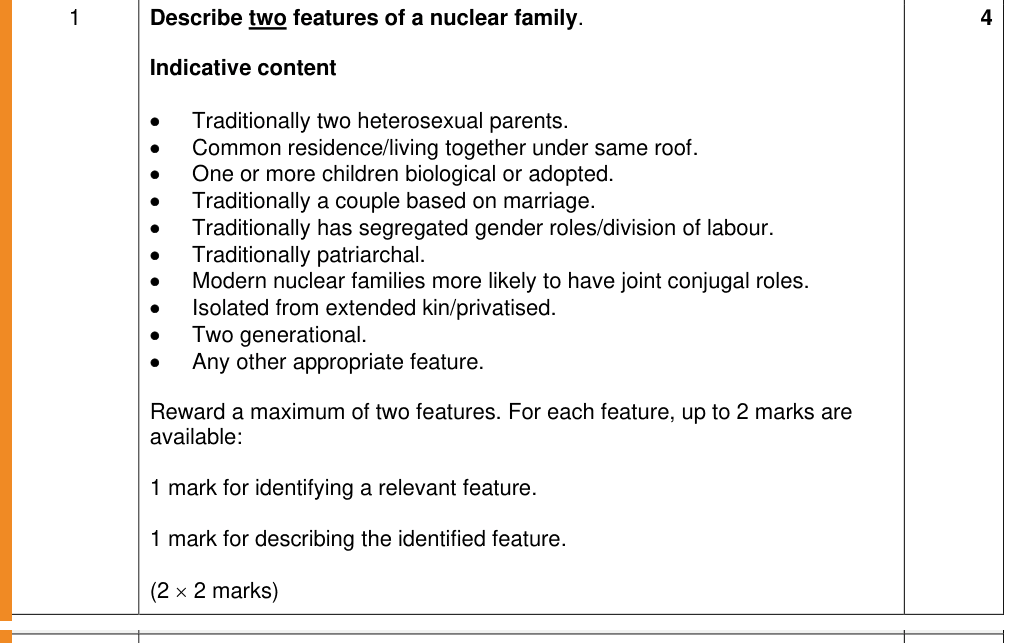 1 Describe two features of a nuclear family. 4
Indicative content
• Traditionally two heterosexual parents.
• Common residence/living together under same roof.
• One or more children biological or adopted.
• Traditionally a couple based on marriage.
• Traditionally has segregated gender roles/division of labour.
• Traditionally patriarchal.
• Modern nuclear families more likely to have joint conjugal roles.
• Isolated from extended kin/privatised.
• Two generational.
• Any other appropriate feature.
Reward a maximum of two features. For each feature, up to 2 marks are
available:
1 mark for identifying a relevant feature.
1 mark for describing the identified feature.
(2 × 2 marks)